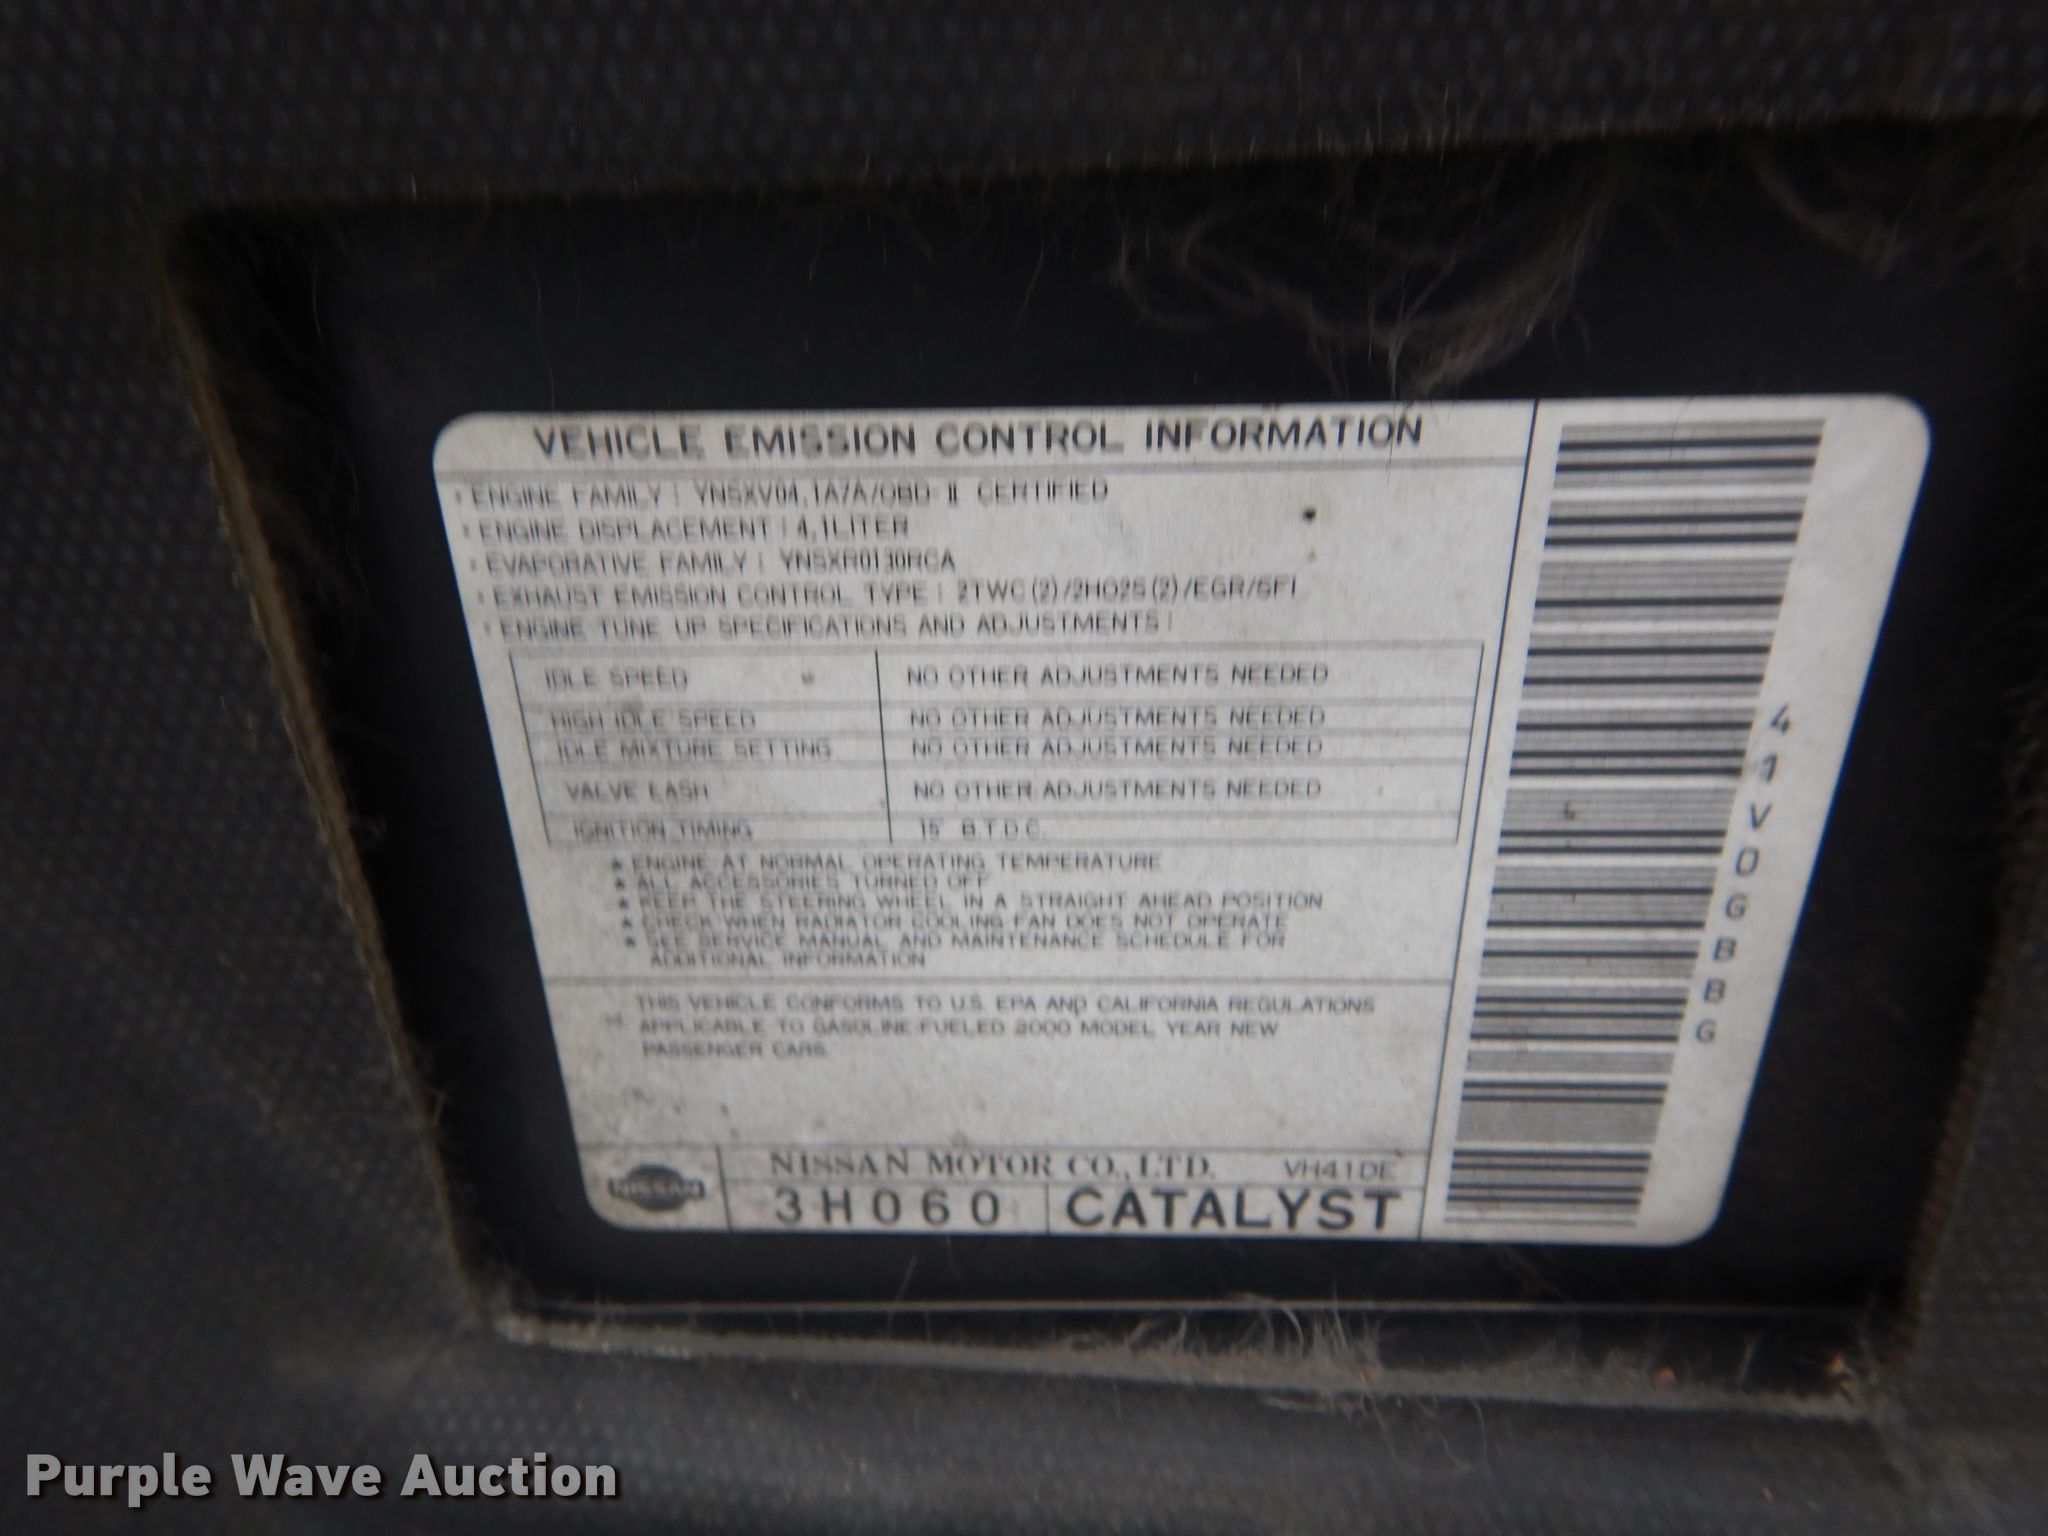 VEHICLE EMISSION CONTROL INFORMATION
• ENGINE FAMILY : YNSXV04.1A7A/OBD-II CERTIFIED
• ENGINE DISPLACEMENT : 4.1LITER
• EVAPORATIVE FAMILY : YNSXR0130RCA
• EXHAUST EMISSION CONTROL TYPE : 2TWC(2)/2HO2S(2)/EGR/SFI
• ENGINE TUNE UP SPECIFICATIONS AND ADJUSTMENTS :
IDLE SPEED NO OTHER ADJUSTMENTS NEEDED
HIGH IDLE SPEED NO OTHER ADJUSTMENTS NEEDED
IDLE MIXTURE SETTING NO OTHER ADJUSTMENTS NEEDED
VALVE LASH NO OTHER ADJUSTMENTS NEEDED
IGNITION TIMING 15° B.T.D.C.
★ ENGINE AT NORMAL OPERATING TEMPERATURE
★ ALL ACCESSORIES TURNED OFF
★ KEEP THE STEERING WHEEL IN A STRAIGHT AHEAD POSITION
★ CHECK WHEN RADIATOR COOLING FAN DOES NOT OPERATE
★ SEE SERVICE MANUAL AND MAINTENANCE SCHEDULE FOR
ADDITIONAL INFORMATION
THIS VEHICLE CONFORMS TO U.S. EPA AND CALIFORNIA REGULATIONS
APPLICABLE TO GASOLINE-FUELED 2000 MODEL YEAR NEW
PASSENGER CARS.
NISSAN
NISSAN MOTOR CO., LTD. VH41DE
3H060 CATALYST
41V0GBBG
Purple Wave Auction